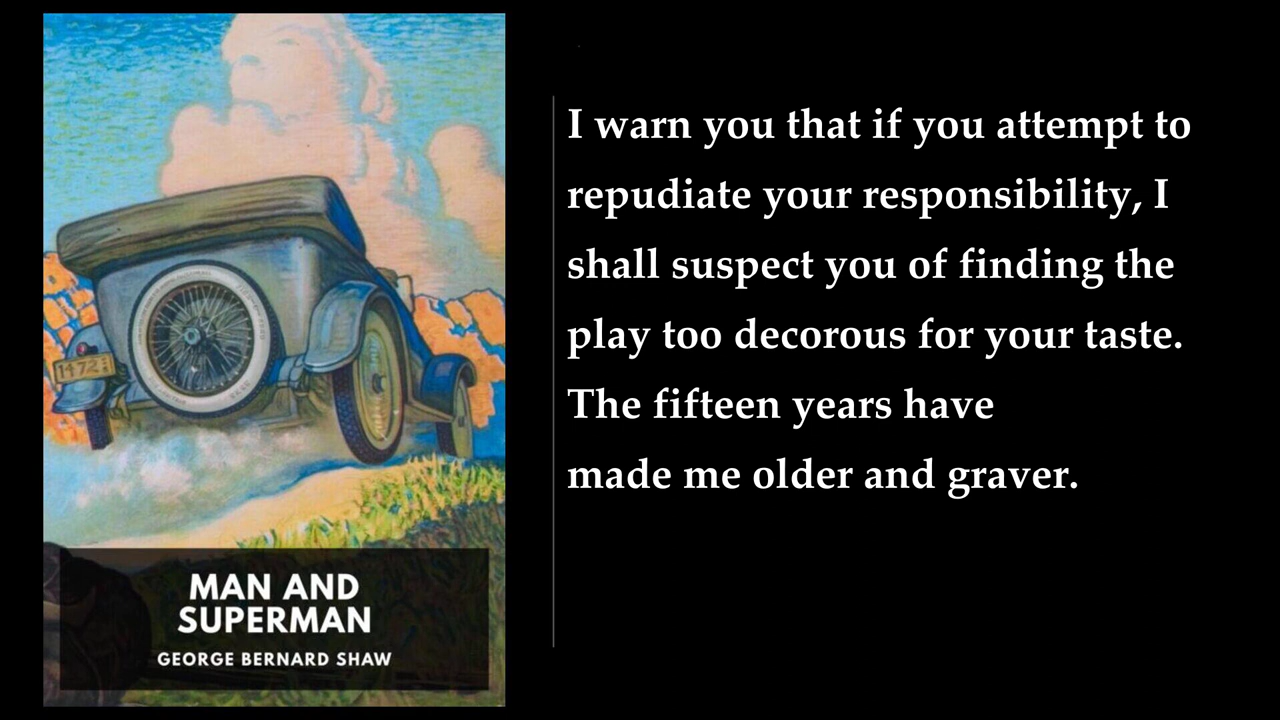 I warn you that if you attempt to
repudiate your responsibility, I
shall suspect you of finding the
play too decorous for your taste.
The fifteen years have
made me older and graver.
1472
MAN AND
SUPERMAN
GEORGE BERNARD SHAW